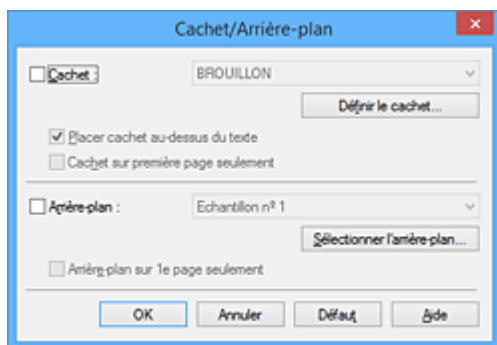 Cachet/Arrière-plan
Cachet : BROUILLON
Définir le cachet...
Placer cachet au-dessus du texte
Cachet sur première page seulement
Arrière-plan : Echantillon nº 1
Sélectionner l'arrière-plan...
Arrière-plan sur 1e page seulement
OK Annuler Défaut Aide